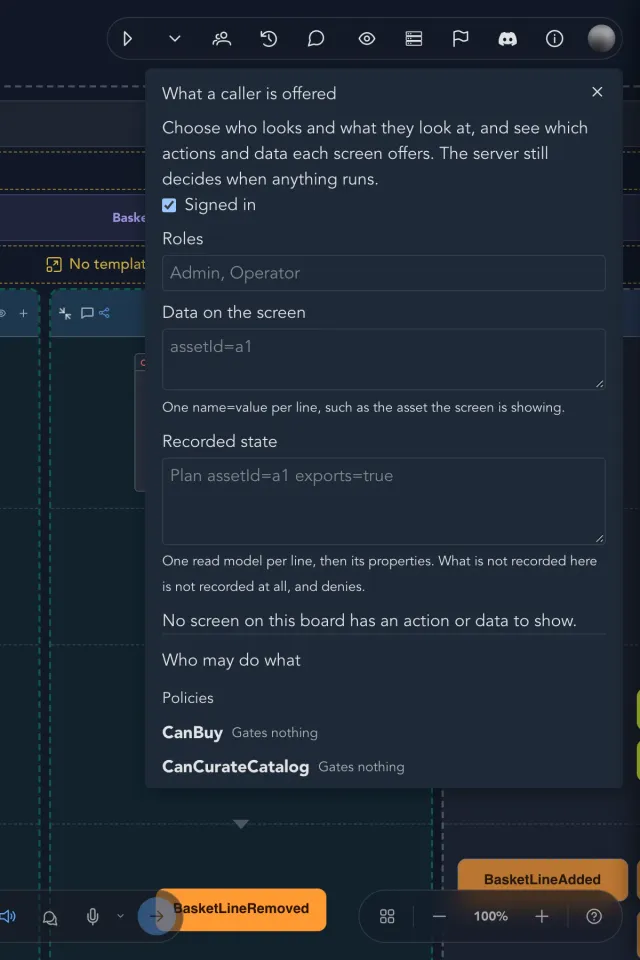 What a caller is offered
Choose who looks and what they look at, and see which
actions and data each screen offers. The server still
decides when anything runs.
Signed in
Roles
Admin, Operator
Data on the screen
assetId=a1
One name=value per line, such as the asset the screen is showing.
Recorded state
Plan assetId=a1 exports=true
One read model per line, then its properties. What is not recorded here
is not recorded at all, and denies.
No screen on this board has an action or data to show.
Who may do what
Policies
CanBuy Gates nothing
CanCurateCatalog Gates nothing
Baske
No templat
BasketLineAdded
BasketLineRemoved
100%